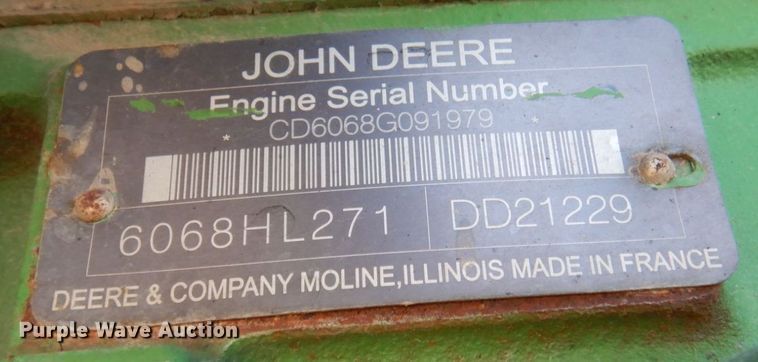 JOHN DEERE
Engine Serial Number
* CD6068G091979 *
6068HL271 DD21229
DEERE & COMPANY MOLINE, ILLINOIS MADE IN FRANCE
Purple Wave Auction